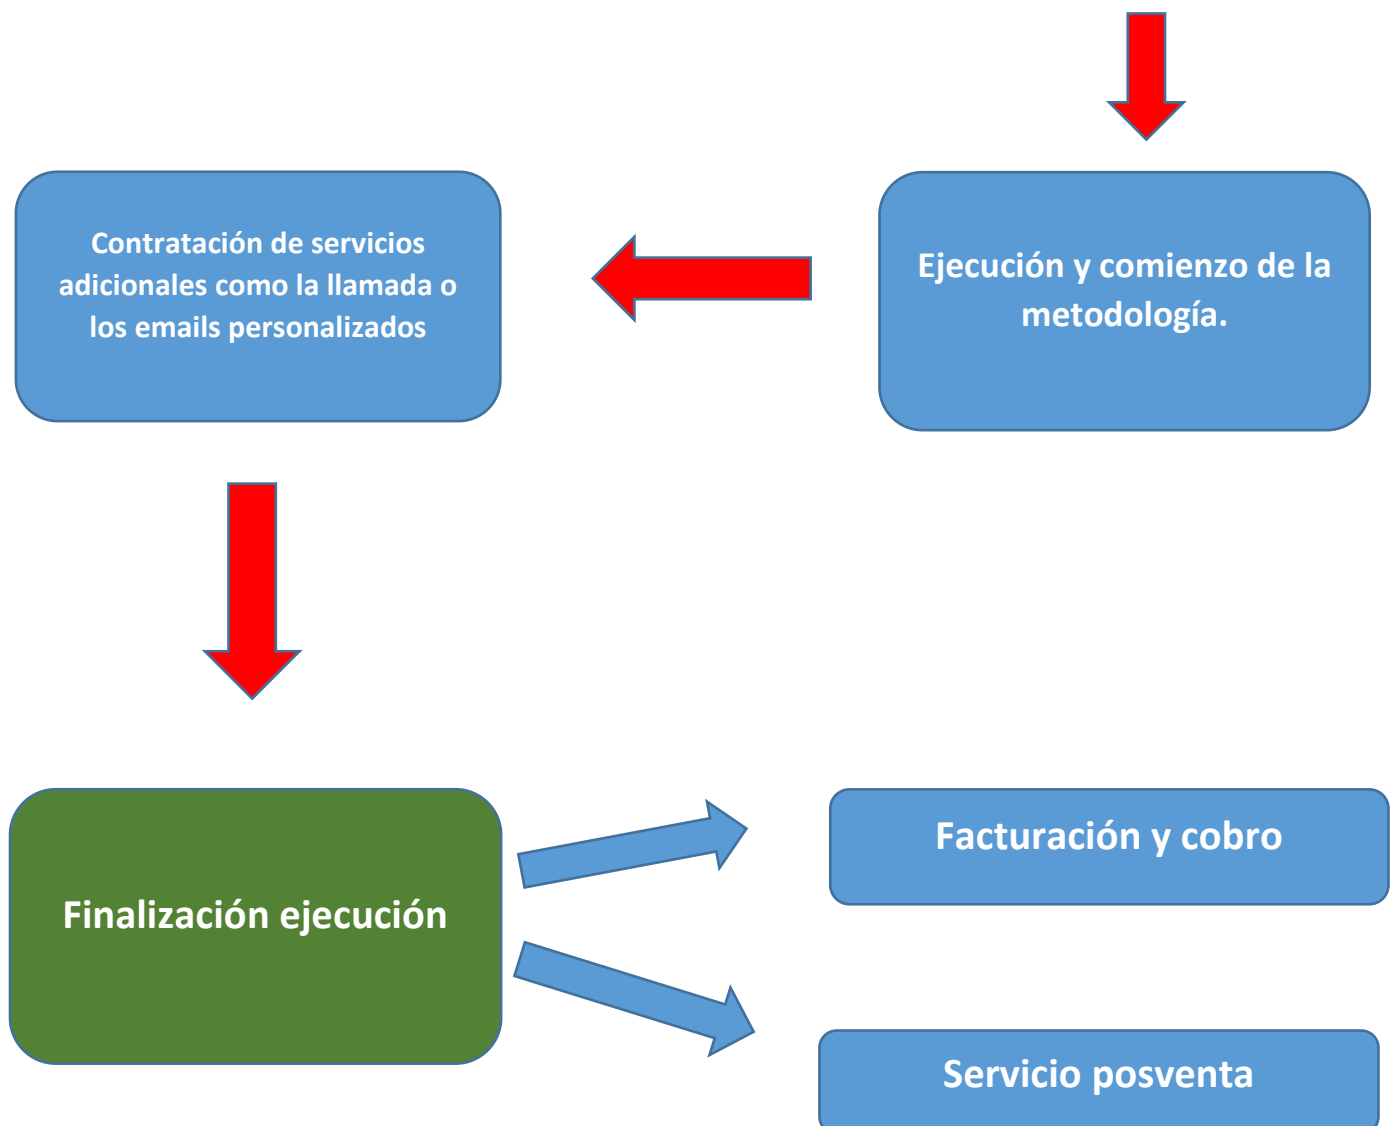 Contratación de servicios
adicionales como la llamada o
los emails personalizados
Ejecución y comienzo de la
metodología.
Finalización ejecución
Facturación y cobro
Servicio posventa